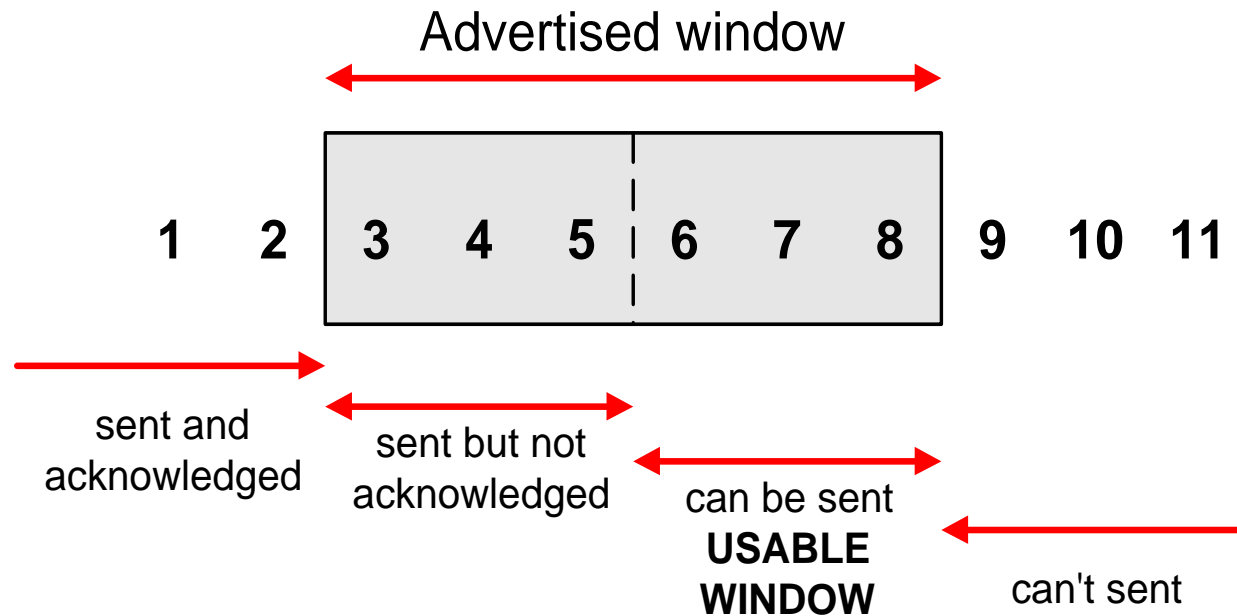 Advertised window
1 2 3 4 5 6 7 8 9 10 11
sent and
acknowledged
sent but not
acknowledged
can be sent
USABLE
WINDOW
can't sent